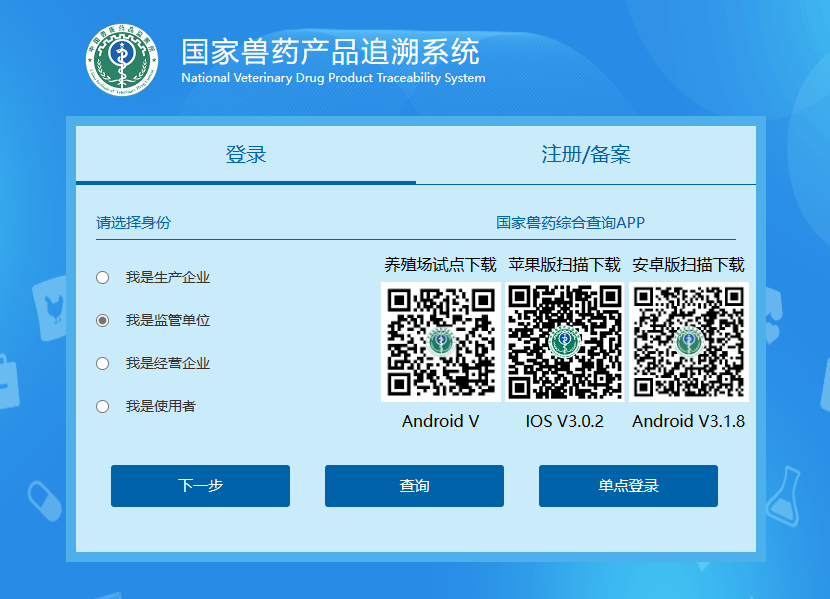 国家兽药产品追溯系统
National Veterinary Drug Product Traceability System
登录
注册/备案
请选择身份
国家兽药综合查询APP
我是生产企业
我是监管单位
我是经营企业
我是使用者
养殖场试点下载
苹果版扫描下载
安卓版扫描下载
Android V
IOS V3.0.2
Android V3.1.8
下一步
查询
单点登录